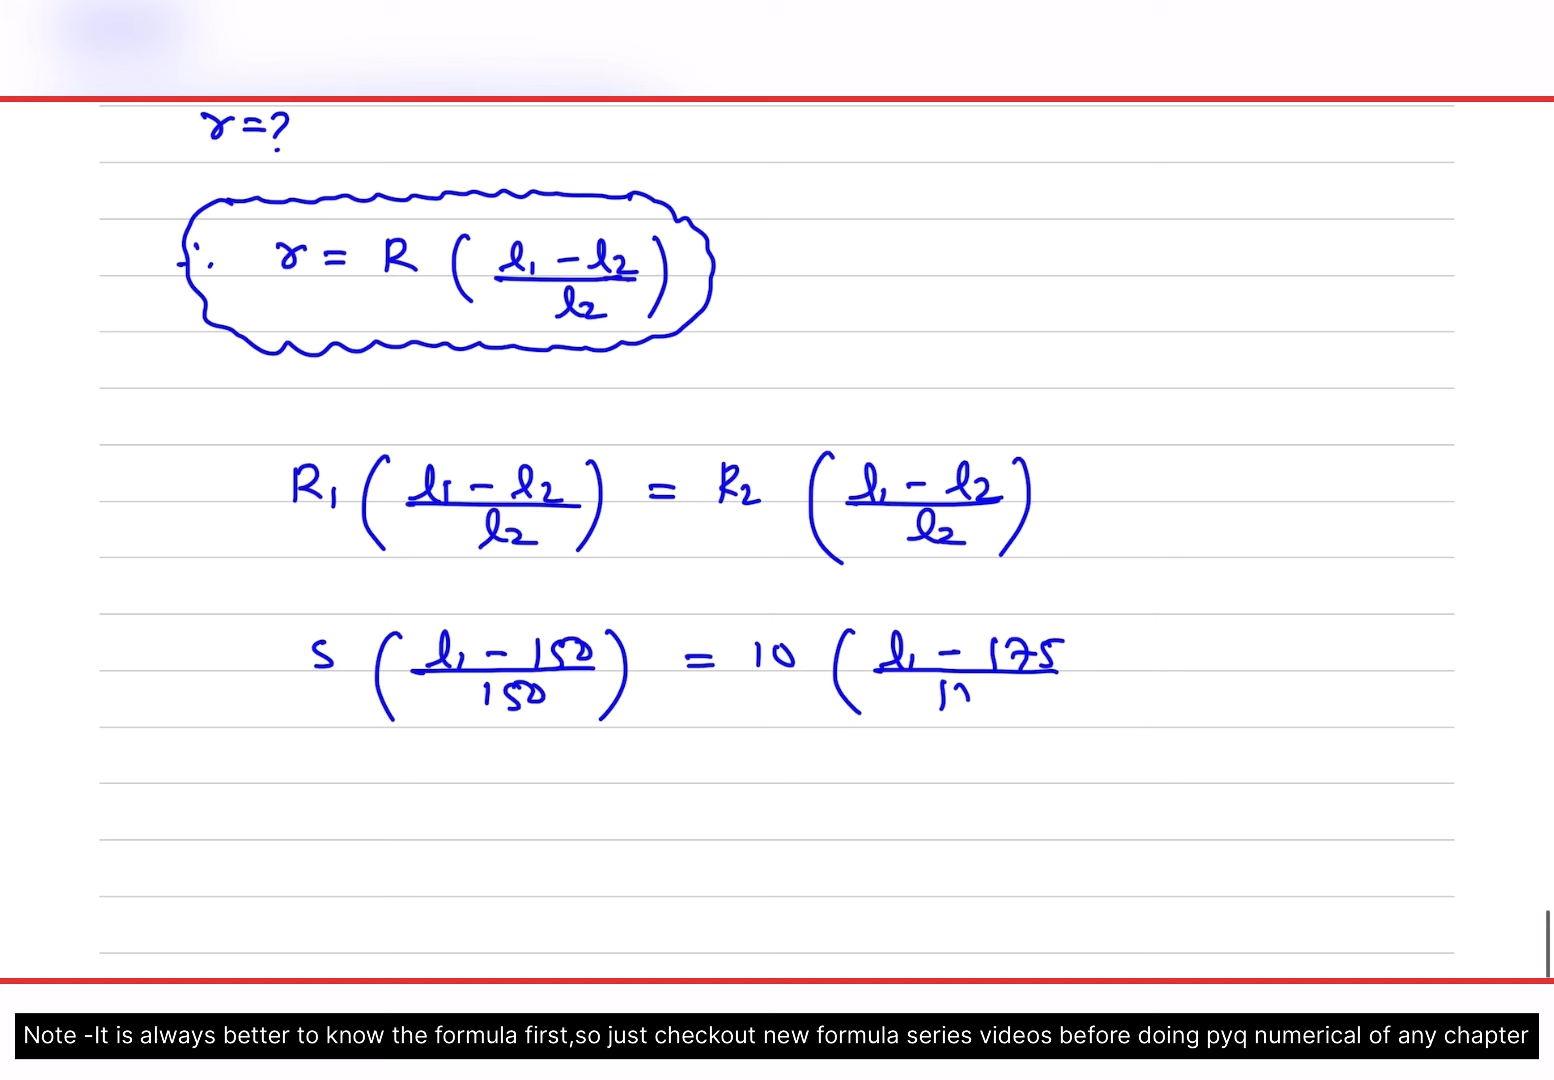 r = ?
∴ r = R ( l₁ - l₂ / l₂ )
R₁ ( l₁ - l₂ / l₂ ) = R₂ ( l₁ - l₂ / l₂ )
5 ( l₁ - 150 / 150 ) = 10 ( l₁ - 175 / 1
Note -It is always better to know the formula first,so just checkout new formula series videos before doing pyq numerical of any chapter